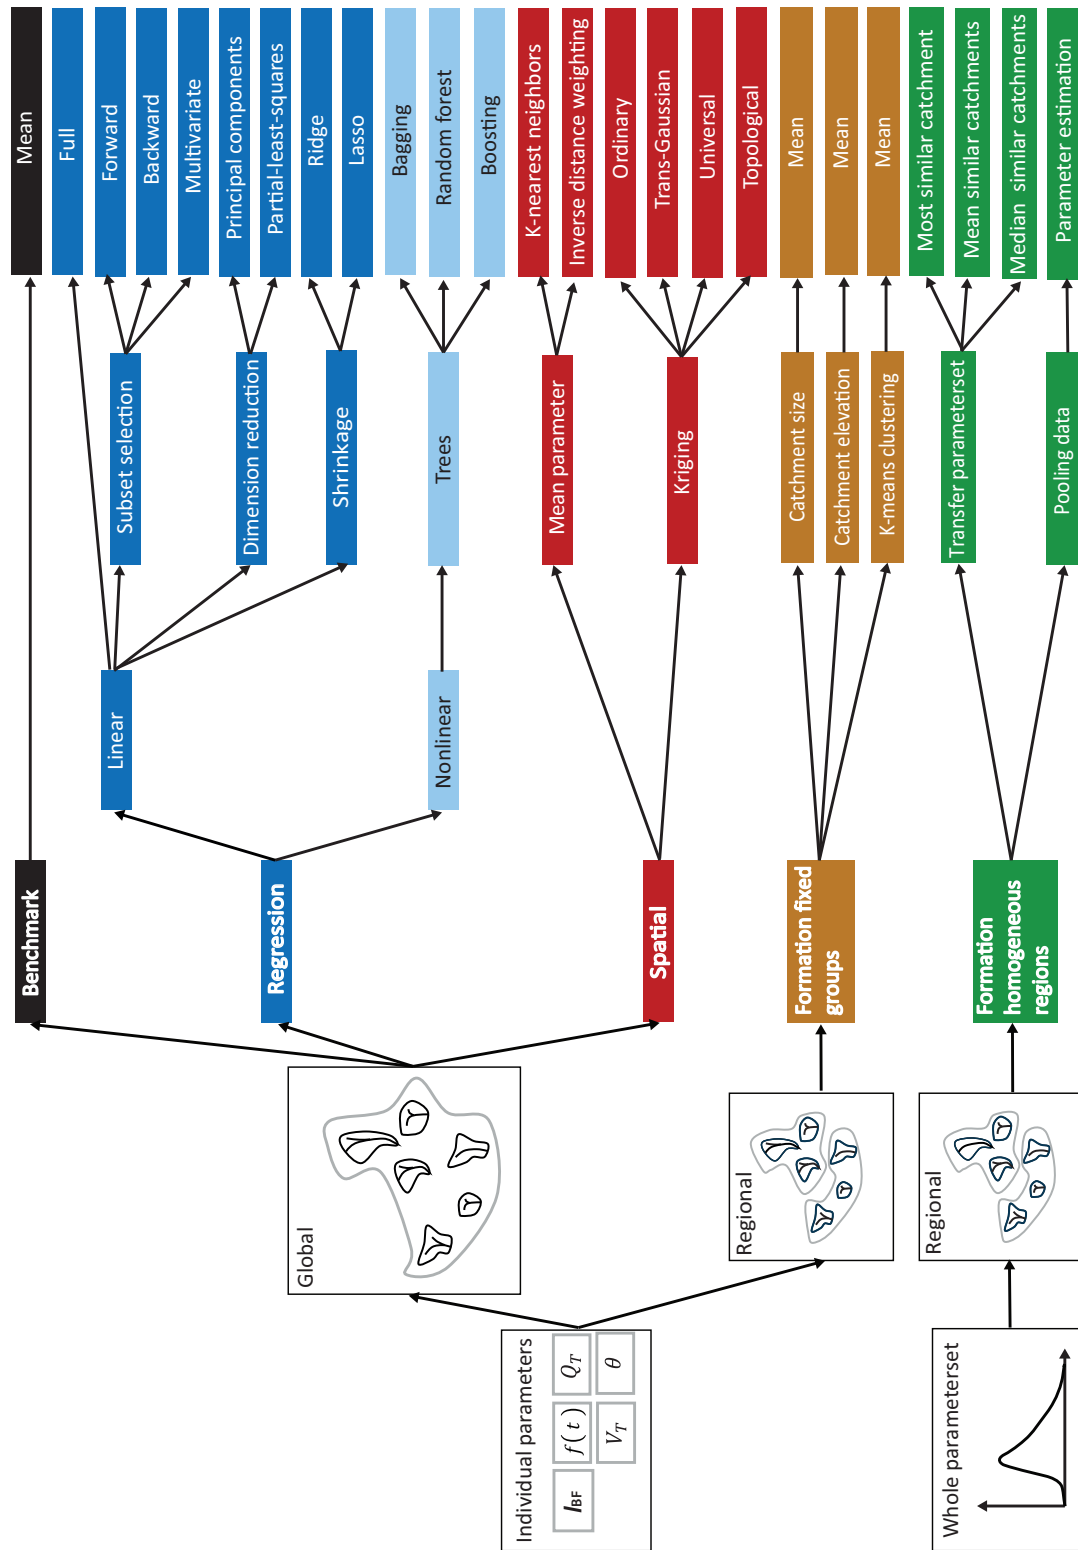 Individual parameters
I_BF
f(t)
Q_T
V_T
θ
Whole parameterset
Global
Regional
Regional
Benchmark
Regression
Spatial
Formation fixed
groups
Formation
homogeneous
regions
Linear
Nonlinear
Subset selection
Dimension reduction
Shrinkage
Trees
Mean parameter
Kriging
Catchment size
Catchment elevation
K-means clustering
Transfer parameterset
Pooling data
Mean
Full
Forward
Backward
Multivariate
Principal components
Partial-least-squares
Ridge
Lasso
Bagging
Random forest
Boosting
K-nearest neighbors
Inverse distance weighting
Ordinary
Trans-Gaussian
Universal
Topological
Mean
Mean
Mean
Most similar catchment
Mean similar catchments
Median similar catchments
Parameter estimation